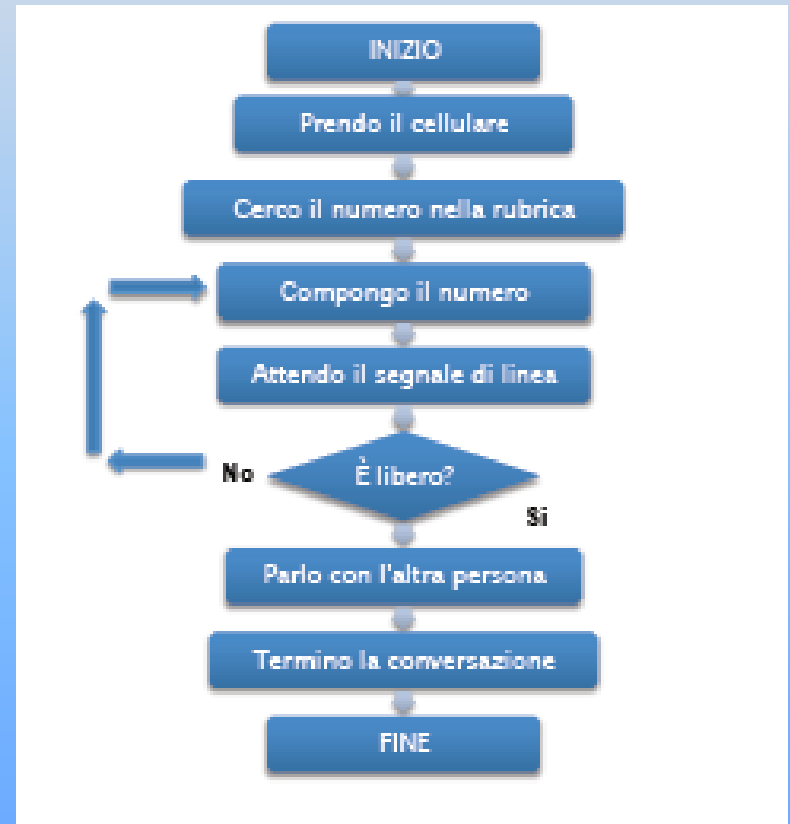 INIZIO
Prendo il cellulare
Cerco il numero nella rubrica
Compongo il numero
Attendo il segnale di linea
È libero?
No
Si
Parlo con l'altra persona
Termino la conversazione
FINE